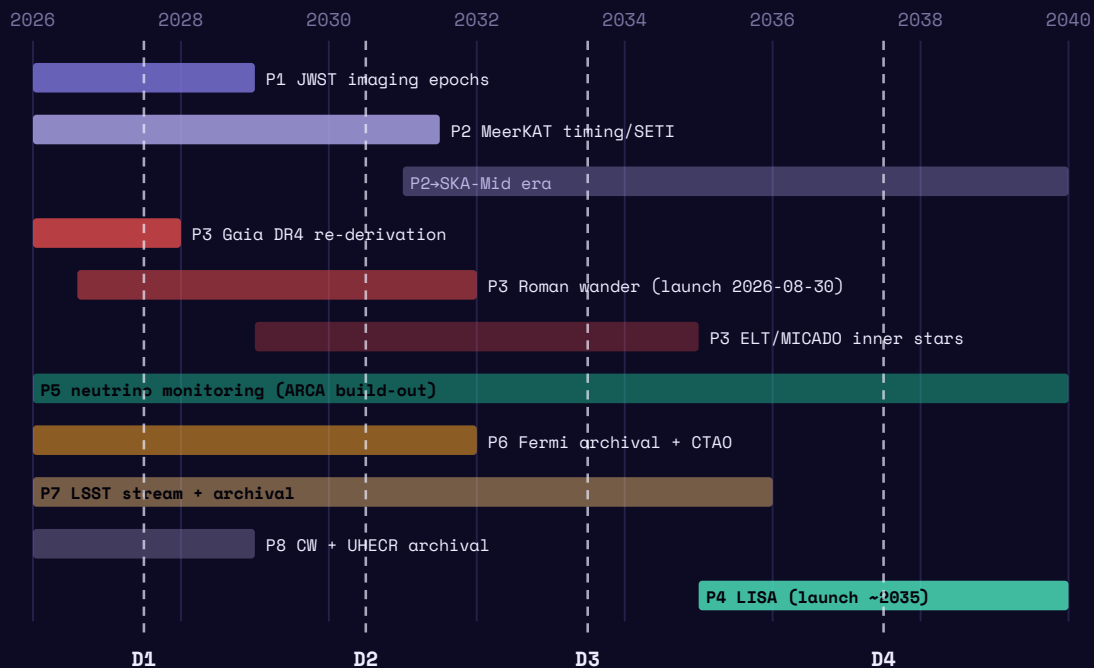 2026 2028 2030 2032 2034 2036 2038 2040
P1 JWST imaging epochs
P2 MeerKAT timing/SETI
P2→SKA-Mid era
P3 Gaia DR4 re-derivation
P3 Roman wander (launch 2026-08-30)
P3 ELT/MICADO inner stars
P5 neutrino monitoring (ARCA build-out)
P6 Fermi archival + CTAO
P7 LSST stream + archival
P8 CW + UHECR archival
P4 LISA (launch ~2035)
D1 D2 D3 D4